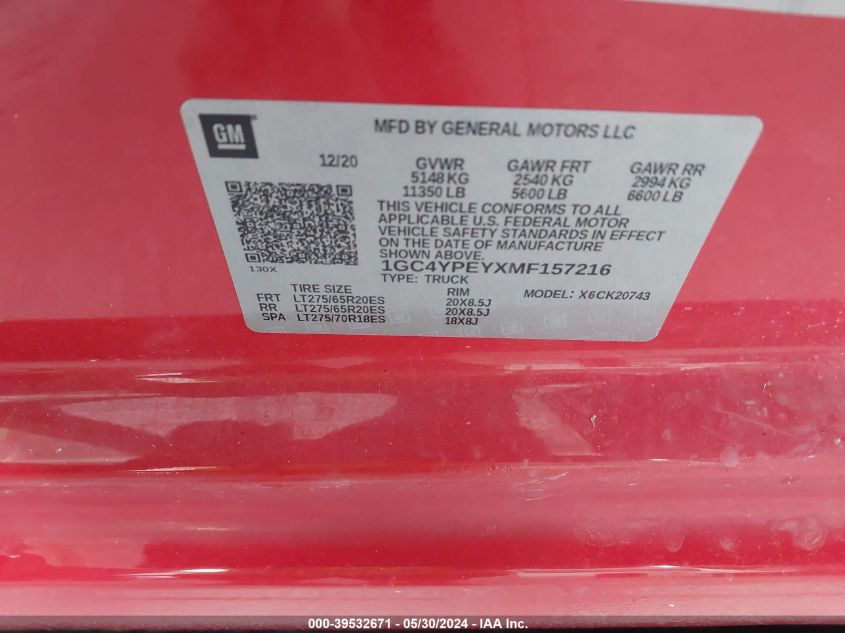 GM
MFD BY GENERAL MOTORS LLC
12/20 GVWR GAWR FRT GAWR RR
5148 KG 2540 KG 2994 KG
11350 LB 5600 LB 6600 LB
THIS VEHICLE CONFORMS TO ALL
APPLICABLE U.S. FEDERAL MOTOR
VEHICLE SAFETY STANDARDS IN EFFECT
ON THE DATE OF MANUFACTURE
SHOWN ABOVE.
130X 1GC4YPEYXMF157216
TYPE: TRUCK
TIRE SIZE RIM MODEL: X6CK20743
FRT LT275/65R20ES 20X8.5J
RR LT275/65R20ES 20X8.5J
SPA LT275/70R18ES 18X8J
000-39532671 - 05/30/2024 - IAA Inc.